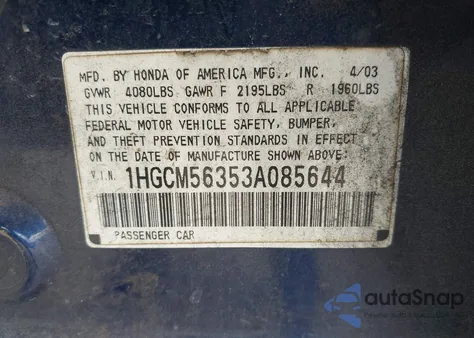 MFD. BY HONDA OF AMERICA MFG., INC. 4/03
GVWR 4080LBS GAWR F 2195LBS R 1960LBS
THIS VEHICLE CONFORMS TO ALL APPLICABLE
FEDERAL MOTOR VEHICLE SAFETY, BUMPER,
AND THEFT PREVENTION STANDARDS IN EFFECT
ON THE DATE OF MANUFACTURE SHOWN ABOVE:
V.I.N. 1HGCM56353A085644
PASSENGER CAR
autoSnap